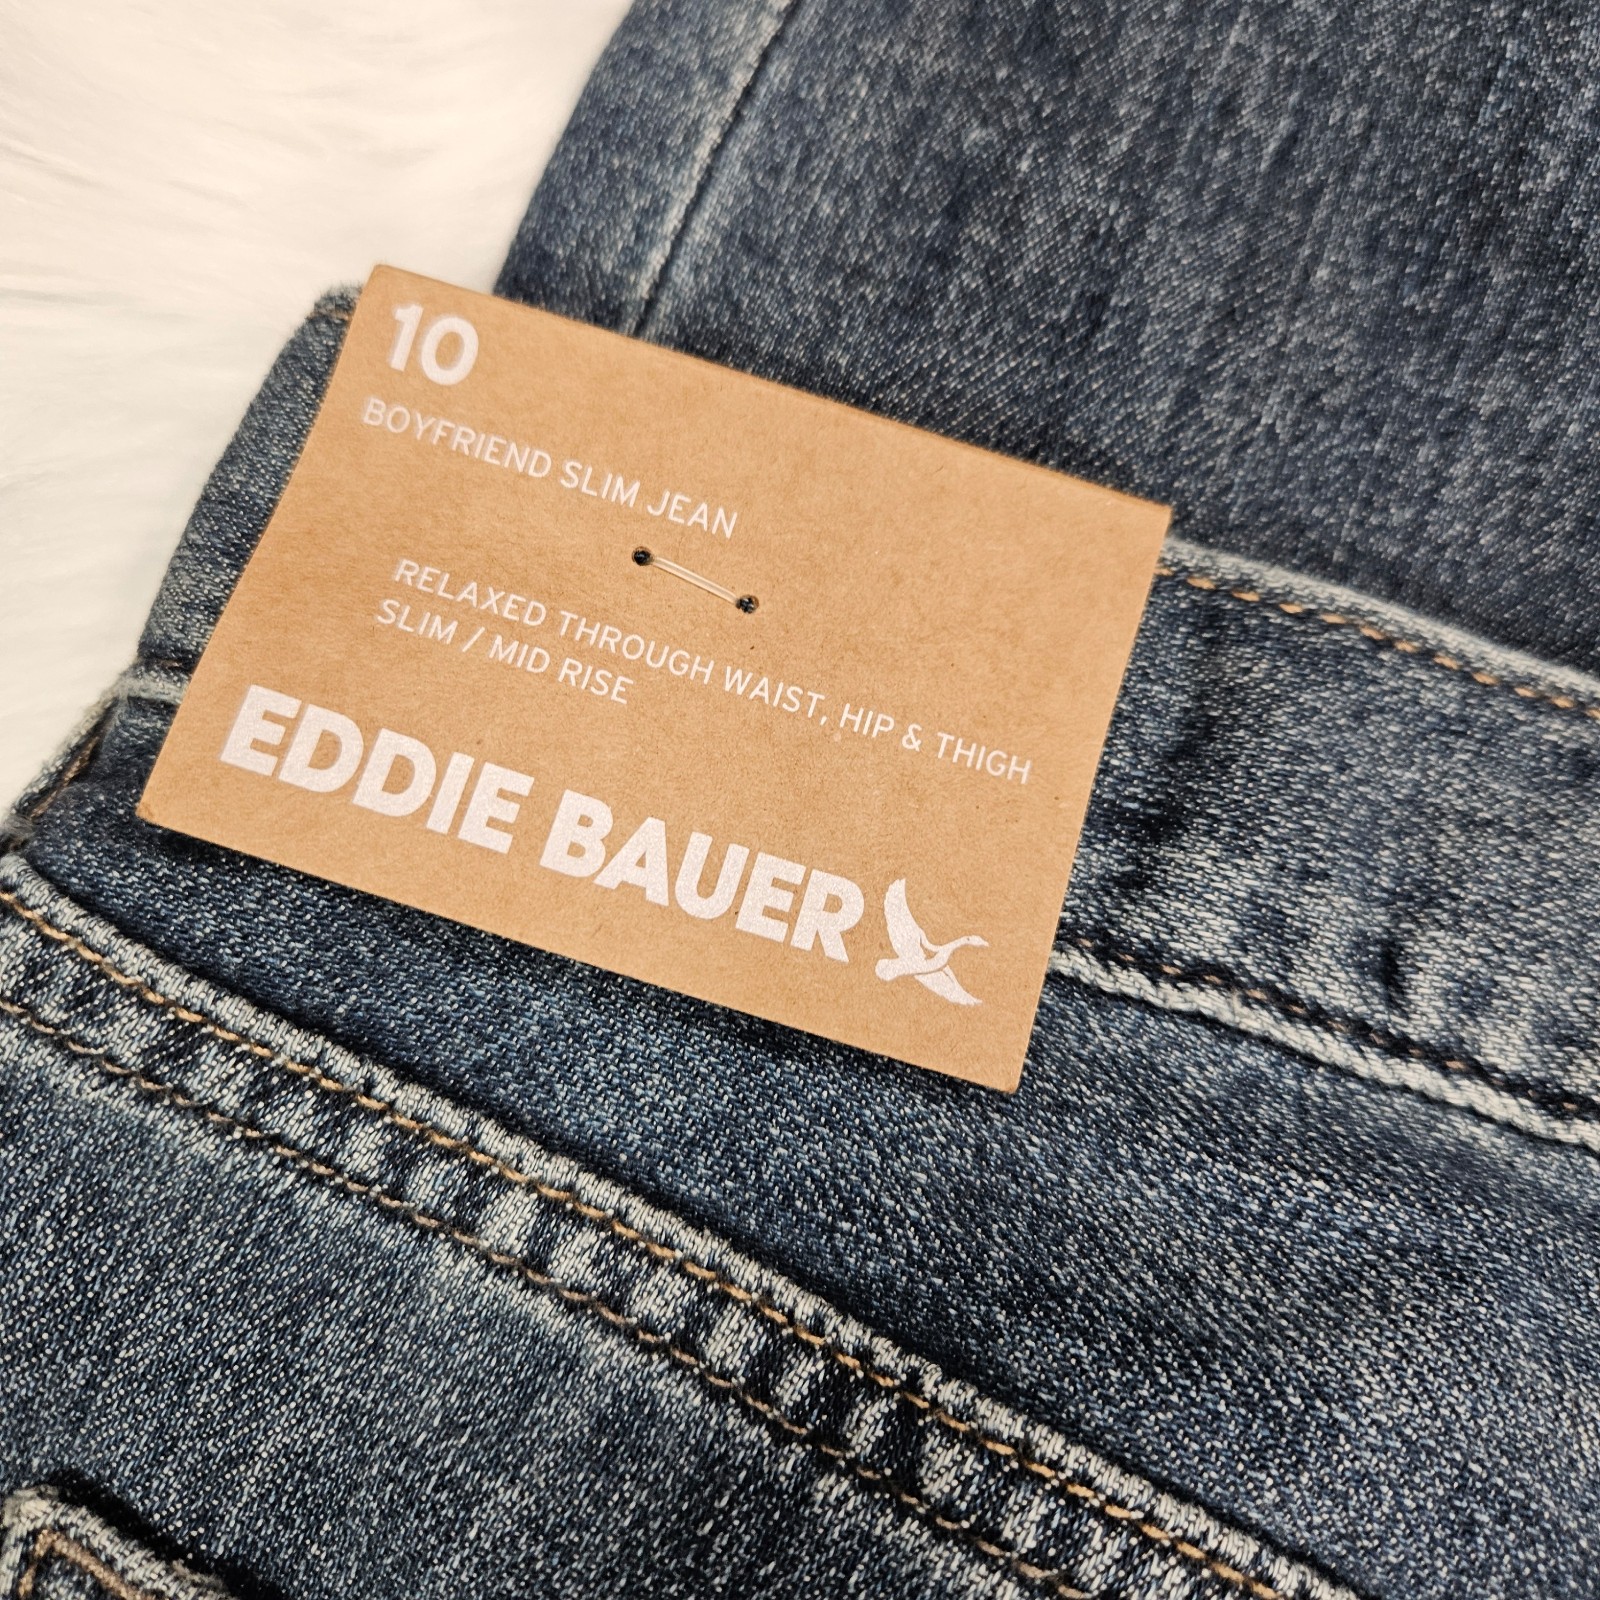 10
BOYFRIEND SLIM JEAN
RELAXED THROUGH WAIST, HIP & THIGH
SLIM / MID RISE
EDDIE BAUER